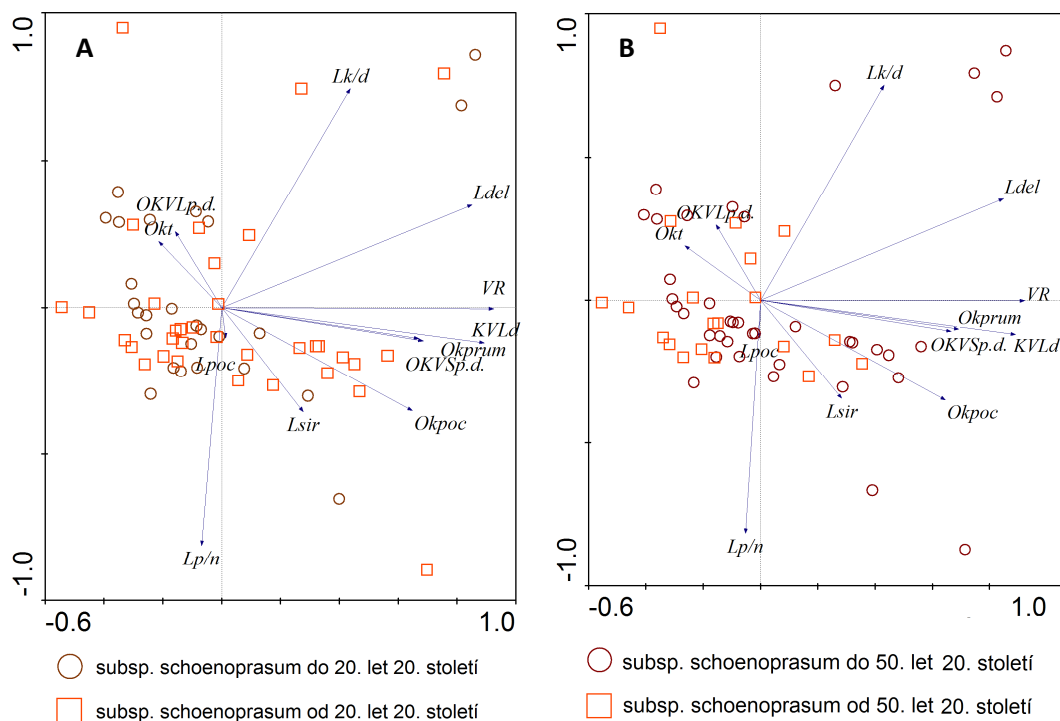 A
1.0
Lk/d
Ldel
OKVLp.d.
Okt
VR
KVLd
Okprum
OKVSp.d.
Lpoc
Lsir
Okpoc
Lp/n
-1.0
-0.6
1.0
subsp. schoenoprasum do 20. let 20. století
subsp. schoenoprasum od 20. let 20. století
B
1.0
Lk/d
Ldel
OKVLp.d.
Okt
VR
Okprum
OKVSp.d.
KVLd
Lpoc
Lsir
Okpoc
Lp/n
-1.0
-0.6
1.0
subsp. schoenoprasum do 50. let 20. století
subsp. schoenoprasum od 50. let 20. století